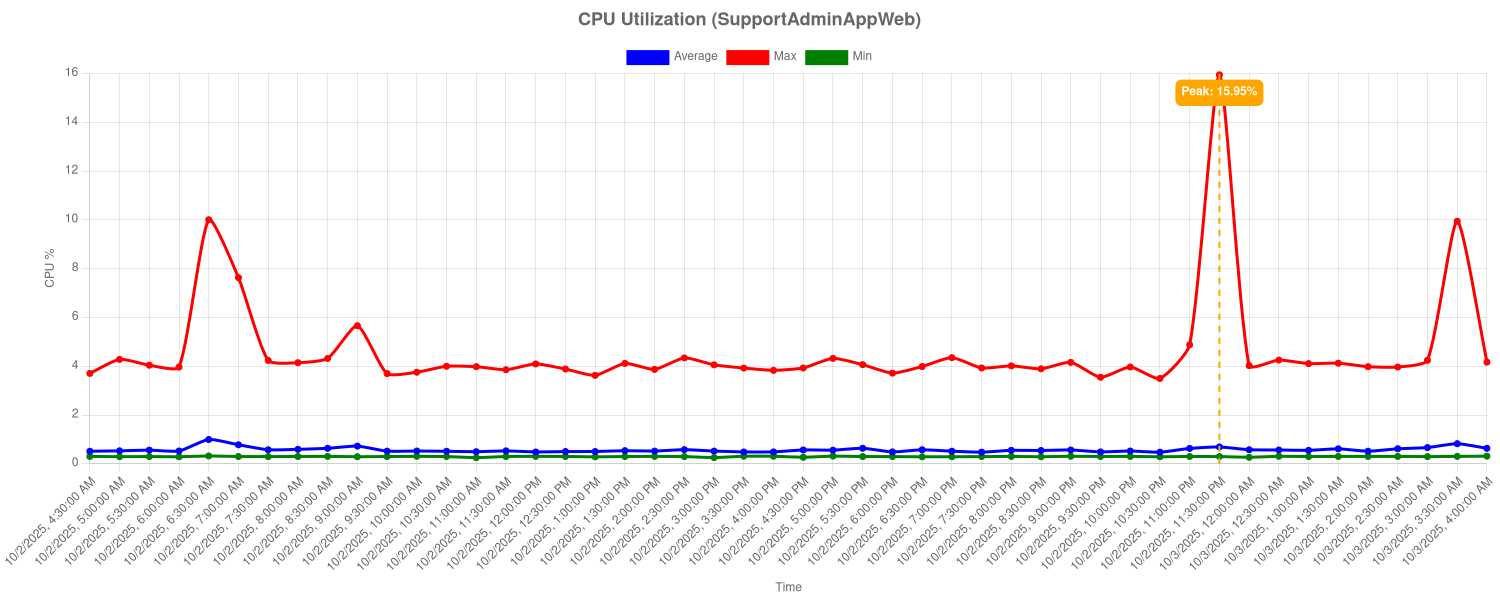 CPU Utilization (SupportAdminAppWeb)
Average Max Min
16
Peak: 15.95%
14
12
10
CPU %
8
6
4
2
0
10/2/2025, 4:30:00 AM
10/2/2025, 5:00:00 AM
10/2/2025, 5:30:00 AM
10/2/2025, 6:00:00 AM
10/2/2025, 6:30:00 AM
10/2/2025, 7:00:00 AM
10/2/2025, 7:30:00 AM
10/2/2025, 8:00:00 AM
10/2/2025, 8:30:00 AM
10/2/2025, 9:00:00 AM
10/2/2025, 9:30:00 AM
10/2/2025, 10:00:00 AM
10/2/2025, 10:30:00 AM
10/2/2025, 11:00:00 AM
10/2/2025, 11:30:00 AM
10/2/2025, 12:00:00 PM
10/2/2025, 12:30:00 PM
10/2/2025, 1:00:00 PM
10/2/2025, 1:30:00 PM
10/2/2025, 2:00:00 PM
10/2/2025, 2:30:00 PM
10/2/2025, 3:00:00 PM
10/2/2025, 3:30:00 PM
10/2/2025, 4:00:00 PM
10/2/2025, 4:30:00 PM
10/2/2025, 5:00:00 PM
10/2/2025, 5:30:00 PM
10/2/2025, 6:00:00 PM
10/2/2025, 6:30:00 PM
10/2/2025, 7:00:00 PM
10/2/2025, 7:30:00 PM
10/2/2025, 8:00:00 PM
10/2/2025, 8:30:00 PM
10/2/2025, 9:00:00 PM
10/2/2025, 9:30:00 PM
10/2/2025, 10:00:00 PM
10/2/2025, 10:30:00 PM
10/2/2025, 11:00:00 PM
10/2/2025, 11:30:00 PM
10/3/2025, 12:00:00 AM
10/3/2025, 12:30:00 AM
10/3/2025, 1:00:00 AM
10/3/2025, 1:30:00 AM
10/3/2025, 2:00:00 AM
10/3/2025, 2:30:00 AM
10/3/2025, 3:00:00 AM
10/3/2025, 3:30:00 AM
10/3/2025, 4:00:00 AM
Time